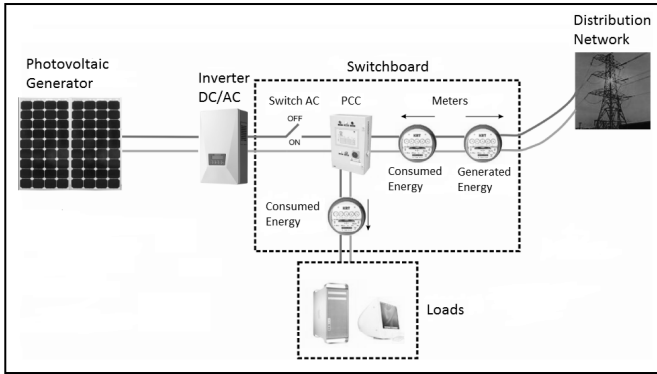 Distribution
Network
Photovoltaic
Generator
Inverter
DC/AC
Switchboard
Switch AC
PCC
Meters
OFF
ON
Consumed
Energy
Generated
Energy
Consumed
Energy
Loads